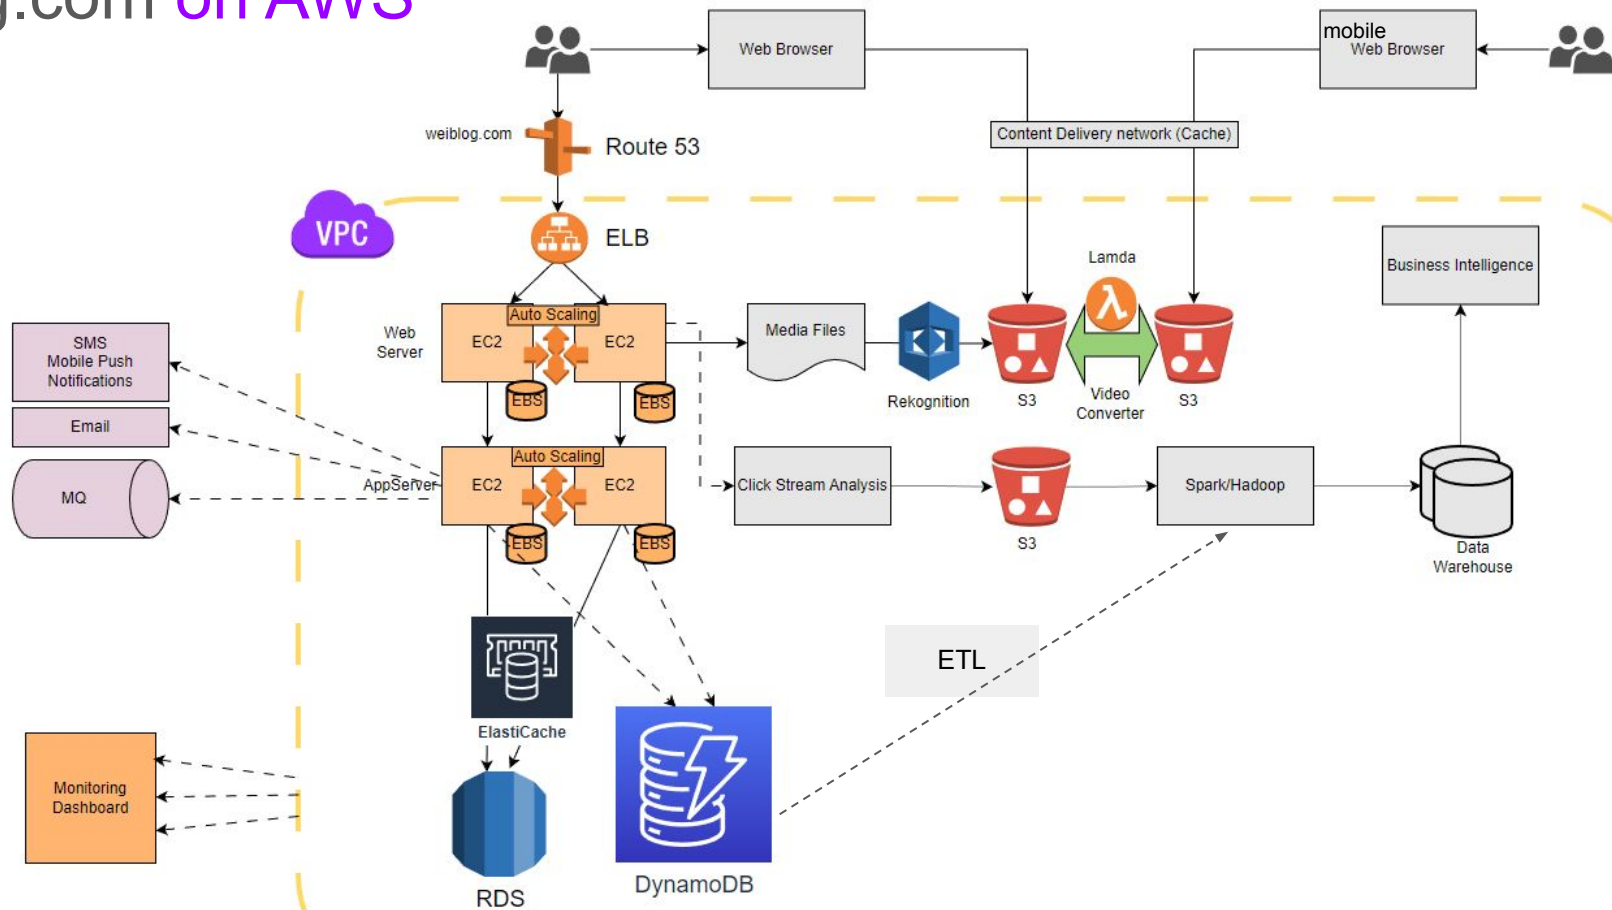 g.com on AWS
Web Browser
mobile
Web Browser
weiblog.com
Route 53
Content Delivery network (Cache)
VPC
ELB
Lamda
Business Intelligence
Web
Server
EC2
Auto Scaling
EC2
Media Files
SMS
Mobile Push
Notifications
EBS
EBS
Rekognition
S3
Video
Converter
S3
Email
AppServer
EC2
Auto Scaling
EC2
Click Stream Analysis
Spark/Hadoop
MQ
EBS
EBS
S3
Data
Warehouse
ETL
ElastiCache
Monitoring
Dashboard
DynamoDB
RDS